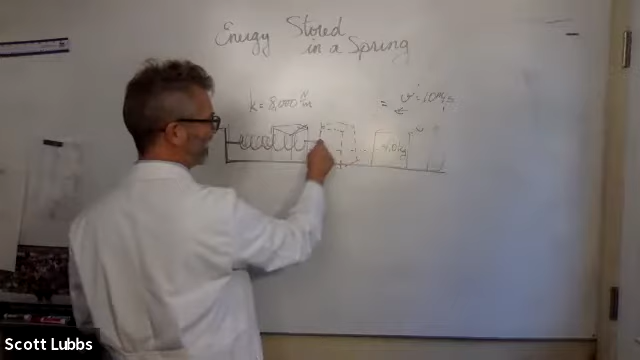 Energy Stored
in a Spring
k = 8,000 N/m
= v = 10 m/s
4.0 kg
Scott Lubbs